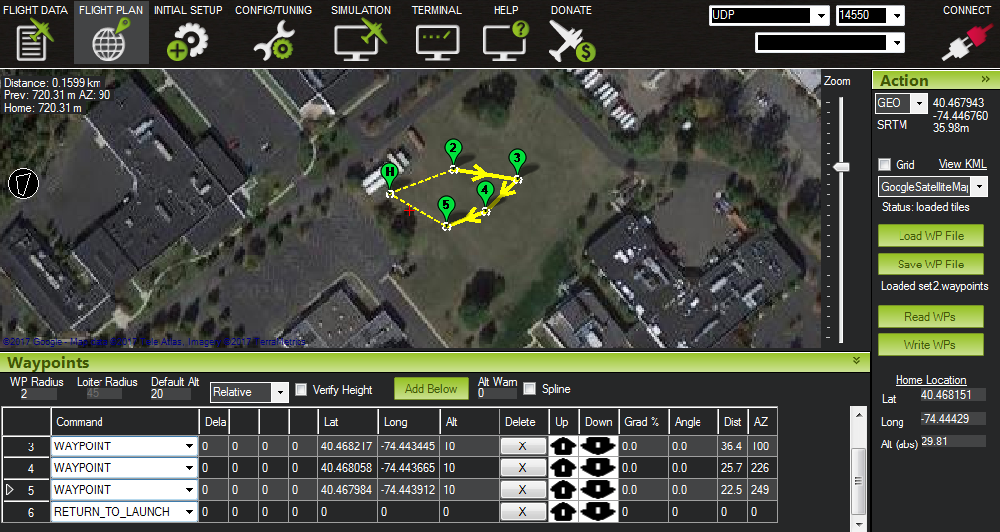 FLIGHT DATA FLIGHT PLAN INITIAL SETUP CONFIG/TUNING SIMULATION TERMINAL HELP DONATE UDP 14550 CONNECT
Distance: 0.1599 km
Prev: 720.31 m AZ: 90
Home: 720.31 m
H 2 3 4 5
Zoom
Action »
GEO 40.467943
-74.446760
SRTM 35.98m
Grid View KML
GoogleSatelliteMap
Status: loaded tiles
Load WP File
Save WP File
Loaded set2.waypoints
Read WPs
Write WPs
Home Location
Lat 40.468151
Long -74.44429
Alt (abs) 29.81
©2017 Google
Waypoints
WP Radius Loiter Radius Default Alt Alt Warn
2 45 20 Relative Verify Height Add Below 0 Spline
Command Dela Lat Long Alt Delete Up Down Grad % Angle Dist AZ
3 WAYPOINT 0 0 0 0 40.468217 -74.443445 10 X 0.0 0.0 36.4 100
4 WAYPOINT 0 0 0 0 40.468058 -74.443665 10 X 0.0 0.0 25.7 226
5 WAYPOINT 0 0 0 0 40.467984 -74.443912 10 X 0.0 0.0 22.5 249
6 RETURN_TO_LAUNCH 0 0 0 0 0 0 0 X 0 0 0 0